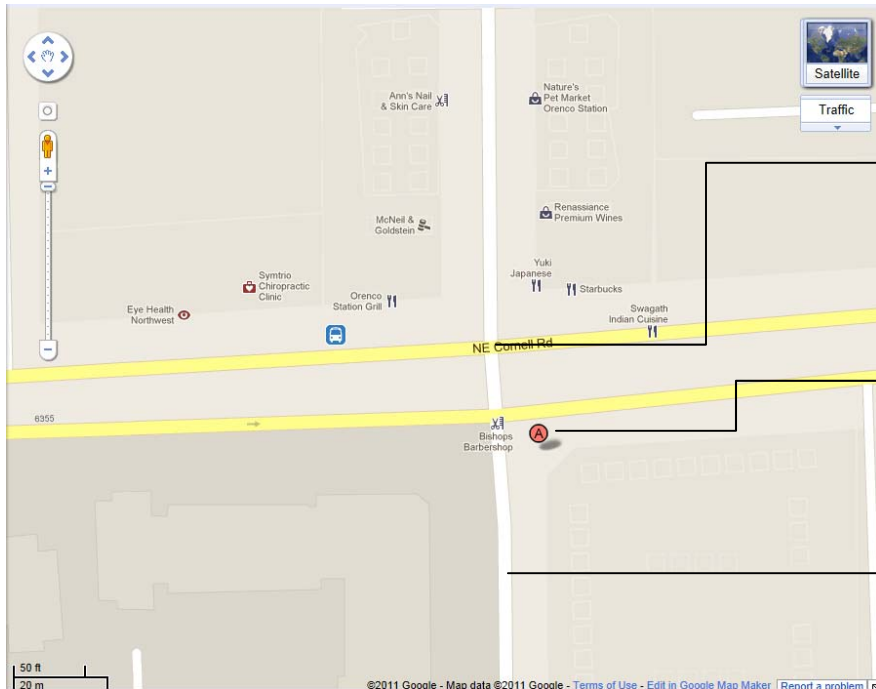 Satellite
Traffic
Ann's Nail
& Skin Care
Nature's
Pet Market
Orenco Station
McNeil &
Goldstein
Renassiance
Premium Wines
Yuki
Japanese
Symtrio
Chiropractic
Clinic
Starbucks
Orenco
Station Grill
Eye Health
Northwest
Swagath
Indian Cuisine
NE Cornell Rd
6355
Bishops
Barbershop
A
50 ft
20 m
©2011 Google - Map data ©2011 Google - Terms of Use - Edit in Google Map Maker Report a problem